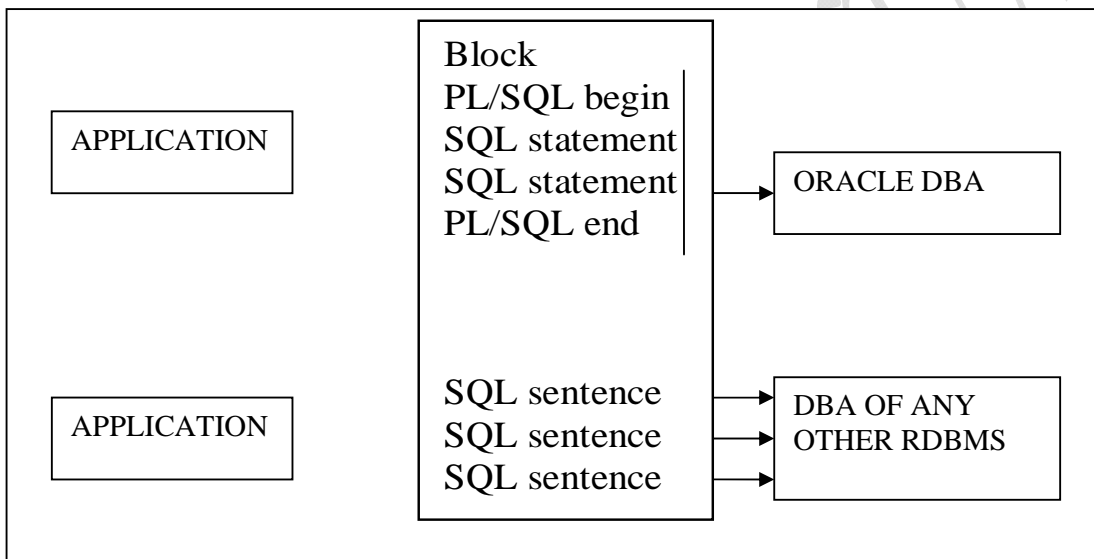 APPLICATION
Block
PL/SQL begin
SQL statement
SQL statement
PL/SQL end
ORACLE DBA
APPLICATION
SQL sentence
SQL sentence
SQL sentence
DBA OF ANY
OTHER RDBMS